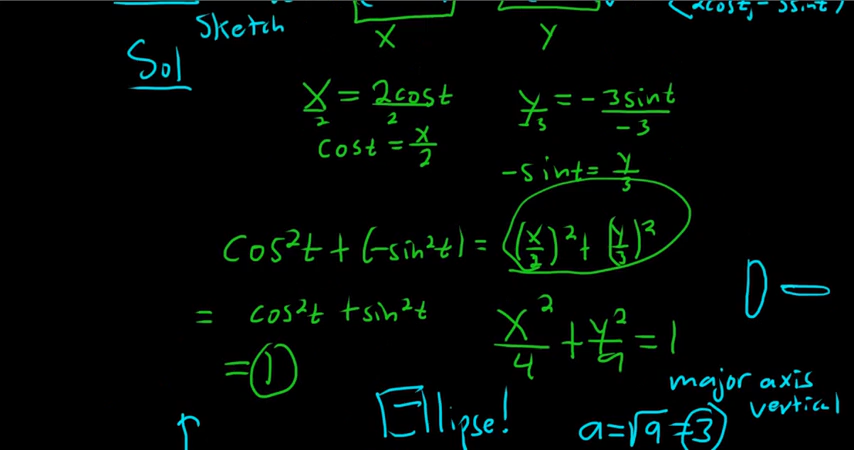 Sketch
x y
Sol
x/2 = 2cost/2 y/-3 = -3sint/-3
cost = x/2
-sint = y/3
cos²t + (-sin²t) = (x/2)² + (y/3)²
= cos²t + sin²t
x²/4 + y²/9 = 1
= 1
major axis
vertical
Ellipse!
a = √9 = 3